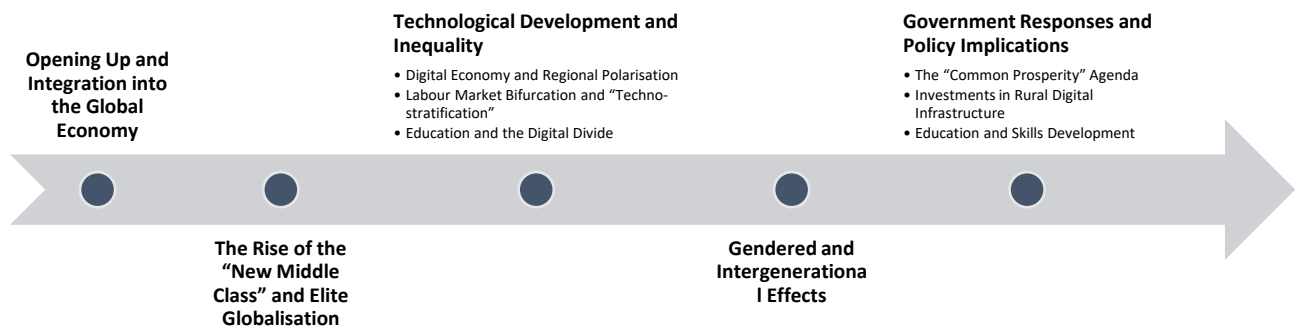 Opening Up and
Integration into
the Global
Economy
The Rise of the
“New Middle
Class” and Elite
Globalisation
Technological Development and
Inequality
• Digital Economy and Regional Polarisation
• Labour Market Bifurcation and “Techno-
stratification”
• Education and the Digital Divide
Gendered and
Intergenerationa
l Effects
Government Responses and
Policy Implications
• The “Common Prosperity” Agenda
• Investments in Rural Digital
Infrastructure
• Education and Skills Development